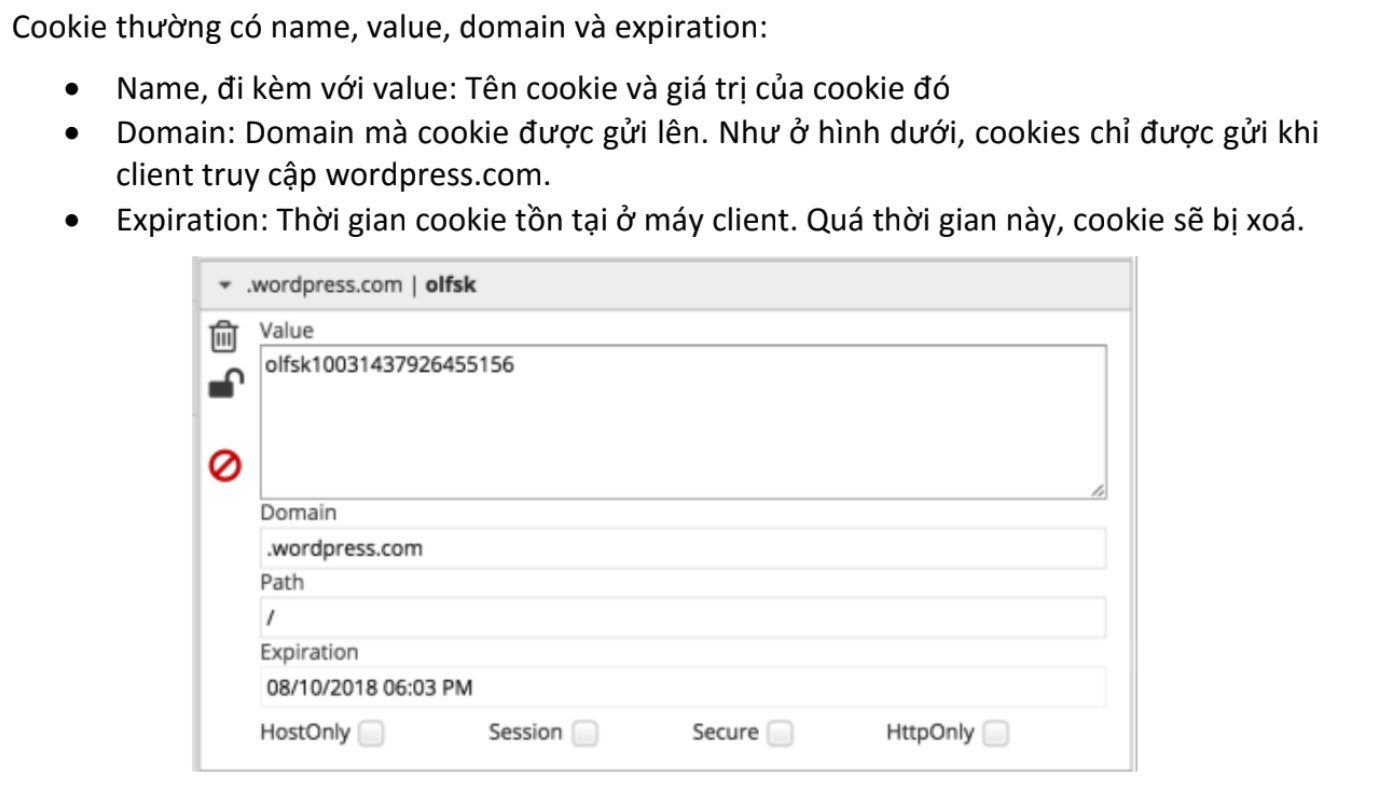 Cookie thường có name, value, domain và expiration:
• Name, đi kèm với value: Tên cookie và giá trị của cookie đó
• Domain: Domain mà cookie được gửi lên. Như ở hình dưới, cookies chỉ được gửi khi
client truy cập wordpress.com.
• Expiration: Thời gian cookie tồn tại ở máy client. Quá thời gian này, cookie sẽ bị xoá.
.wordpress.com | olfsk
Value
olfsk10031437926455156
Domain
.wordpress.com
Path
/
Expiration
08/10/2018 06:03 PM
HostOnly Session Secure HttpOnly